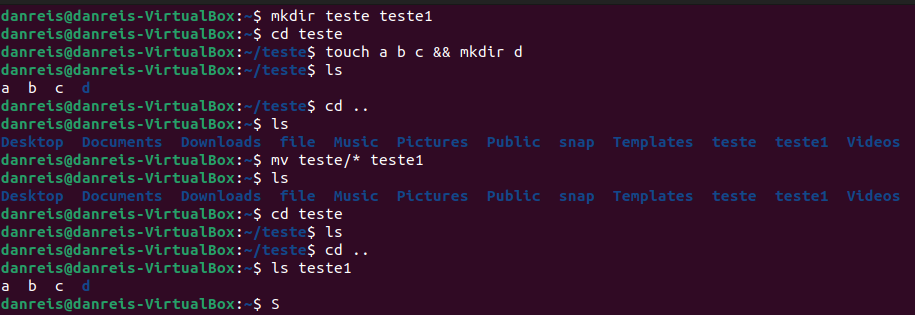 danreis@danreis-VirtualBox:~$ mkdir teste teste1
danreis@danreis-VirtualBox:~$ cd teste
danreis@danreis-VirtualBox:~/teste$ touch a b c && mkdir d
danreis@danreis-VirtualBox:~/teste$ ls
a  b  c  d
danreis@danreis-VirtualBox:~/teste$ cd ..
danreis@danreis-VirtualBox:~$ ls
Desktop  Documents  Downloads  file  Music  Pictures  Public  snap  Templates  teste  teste1  Videos
danreis@danreis-VirtualBox:~$ mv teste/* teste1
danreis@danreis-VirtualBox:~$ ls
Desktop  Documents  Downloads  file  Music  Pictures  Public  snap  Templates  teste  teste1  Videos
danreis@danreis-VirtualBox:~$ cd teste
danreis@danreis-VirtualBox:~/teste$ ls
danreis@danreis-VirtualBox:~/teste$ cd ..
danreis@danreis-VirtualBox:~$ ls teste1
a  b  c  d
danreis@danreis-VirtualBox:~$ S